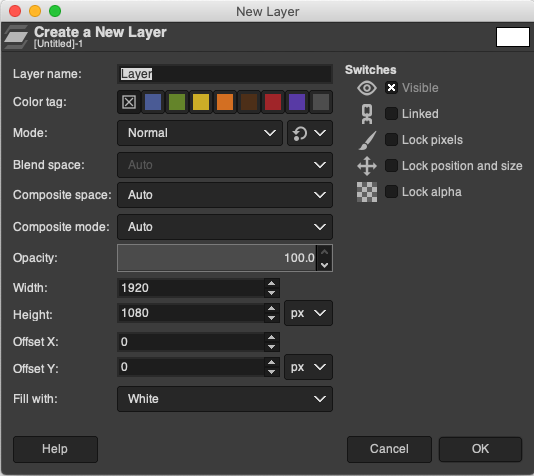 New Layer
Create a New Layer
[Untitled]-1
Layer name: Layer
Color tag:
Mode: Normal
Blend space: Auto
Composite space: Auto
Composite mode: Auto
Opacity: 100.0
Width: 1920
Height: 1080 px
Offset X: 0
Offset Y: 0 px
Fill with: White
Switches
Visible
Linked
Lock pixels
Lock position and size
Lock alpha
Help Cancel OK